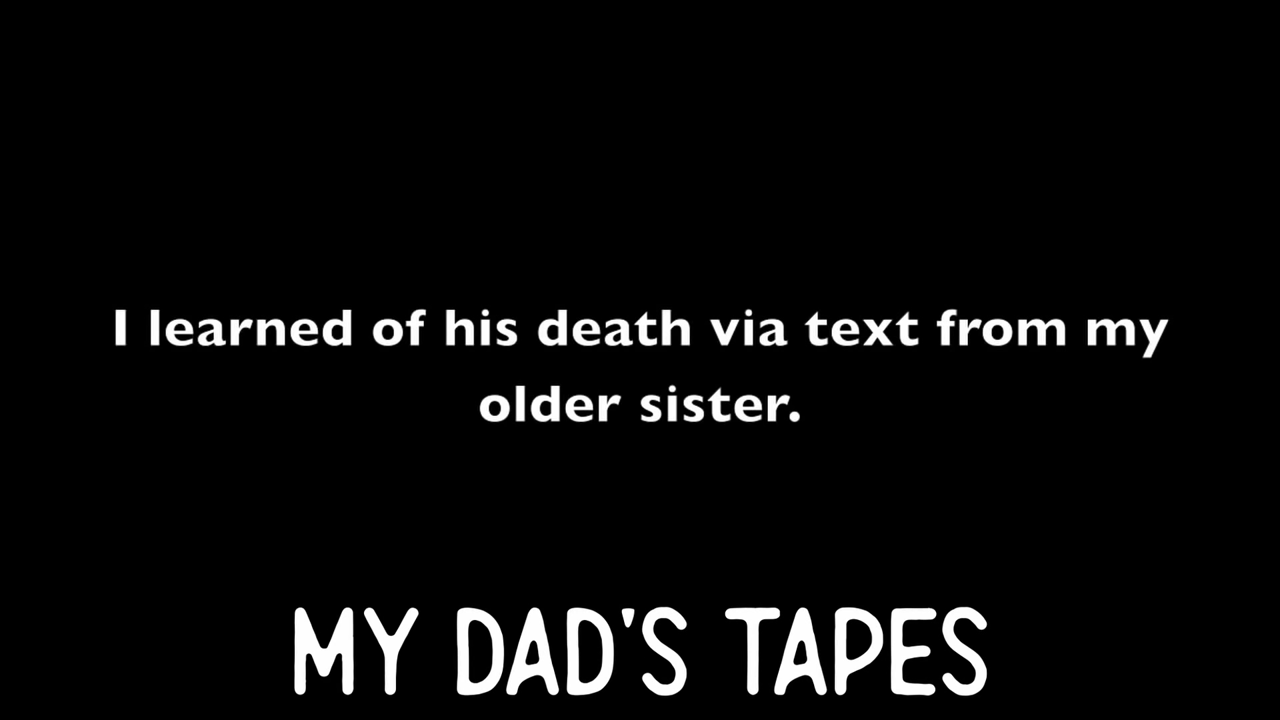 I learned of his death via text from my
older sister.
MY DAD'S TAPES